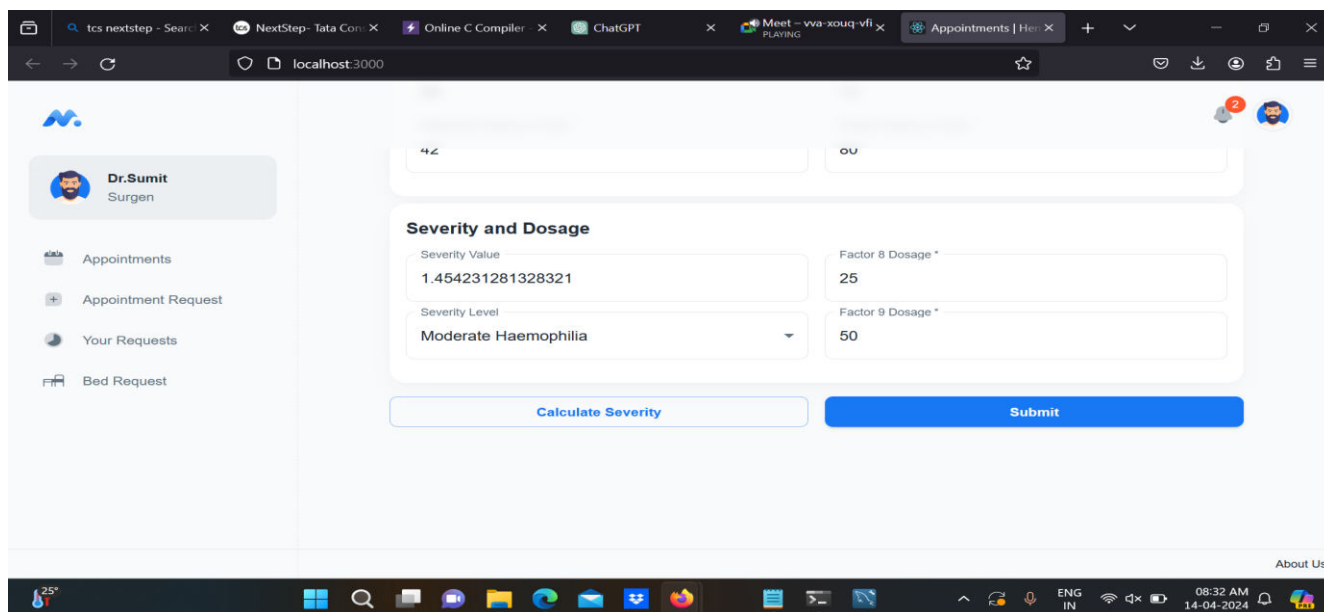 tcs nextstep - Searc
tcs NextStep- Tata Con
Online C Compiler -
ChatGPT
Meet – vva-xouq-vfi
PLAYING
Appointments | Hen
localhost:3000
2
Dr.Sumit
Surgen
42
80
Severity and Dosage
Severity Value
1.454231281328321
Factor 8 Dosage *
25
Severity Level
Moderate Haemophilia
Factor 9 Dosage *
50
Appointments
Appointment Request
Your Requests
Bed Request
Calculate Severity
Submit
About Us
25°
ENG
IN
08:32 AM
14-04-2024
PRE